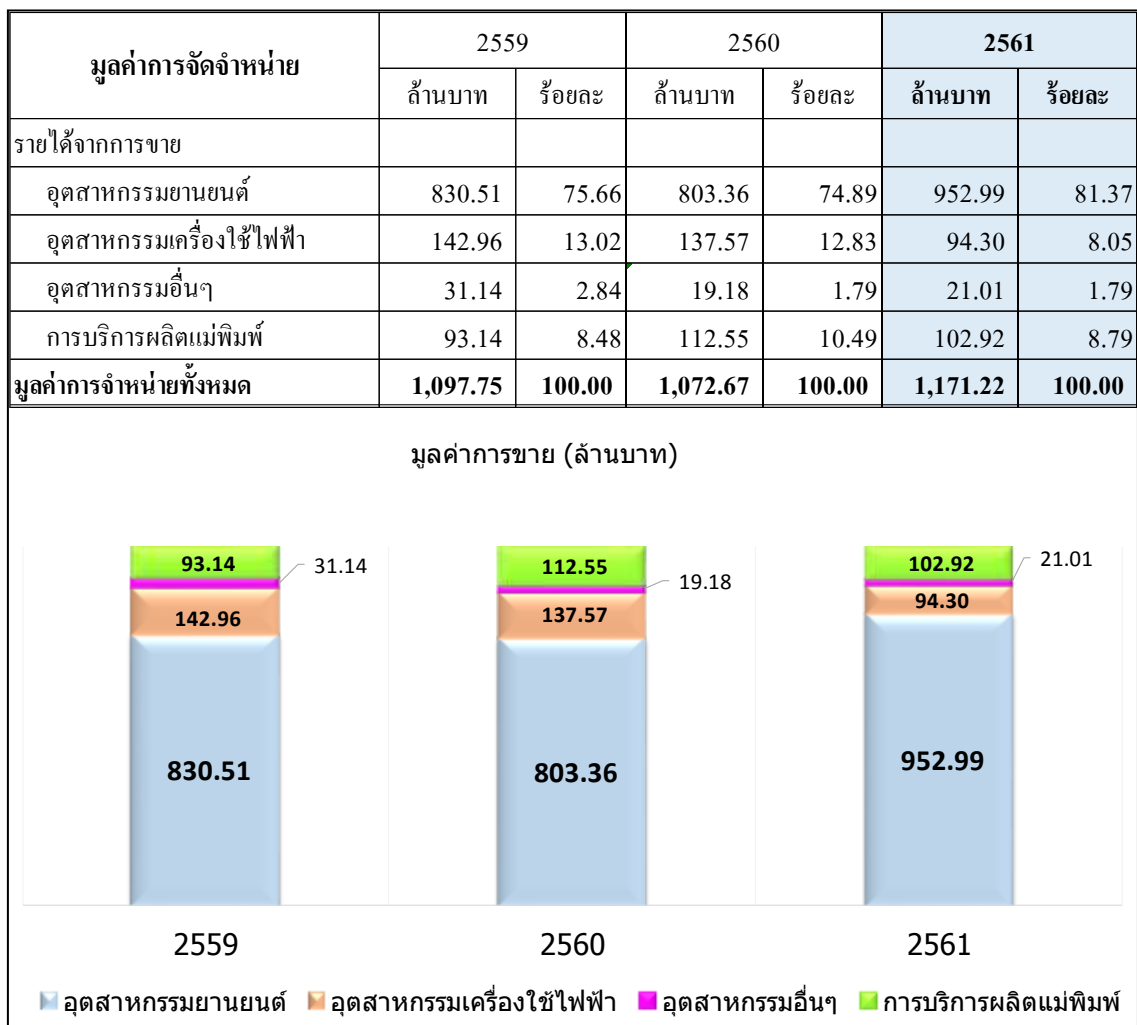 มูลค่าการจัดจำหน่าย 2559 2560 2561
ล้านบาท ร้อยละ ล้านบาท ร้อยละ ล้านบาท ร้อยละ
รายได้จากการขาย
อุตสาหกรรมยานยนต์ 830.51 75.66 803.36 74.89 952.99 81.37
อุตสาหกรรมเครื่องใช้ไฟฟ้า 142.96 13.02 137.57 12.83 94.30 8.05
อุตสาหกรรมอื่นๆ 31.14 2.84 19.18 1.79 21.01 1.79
การบริการผลิตแม่พิมพ์ 93.14 8.48 112.55 10.49 102.92 8.79
มูลค่าการจำหน่ายทั้งหมด 1,097.75 100.00 1,072.67 100.00 1,171.22 100.00
มูลค่าการขาย (ล้านบาท)
93.14 31.14 112.55 19.18 102.92 21.01
142.96 137.57 94.30
830.51 803.36 952.99
2559 2560 2561
อุตสาหกรรมยานยนต์ อุตสาหกรรมเครื่องใช้ไฟฟ้า อุตสาหกรรมอื่นๆ การบริการผลิตแม่พิมพ์